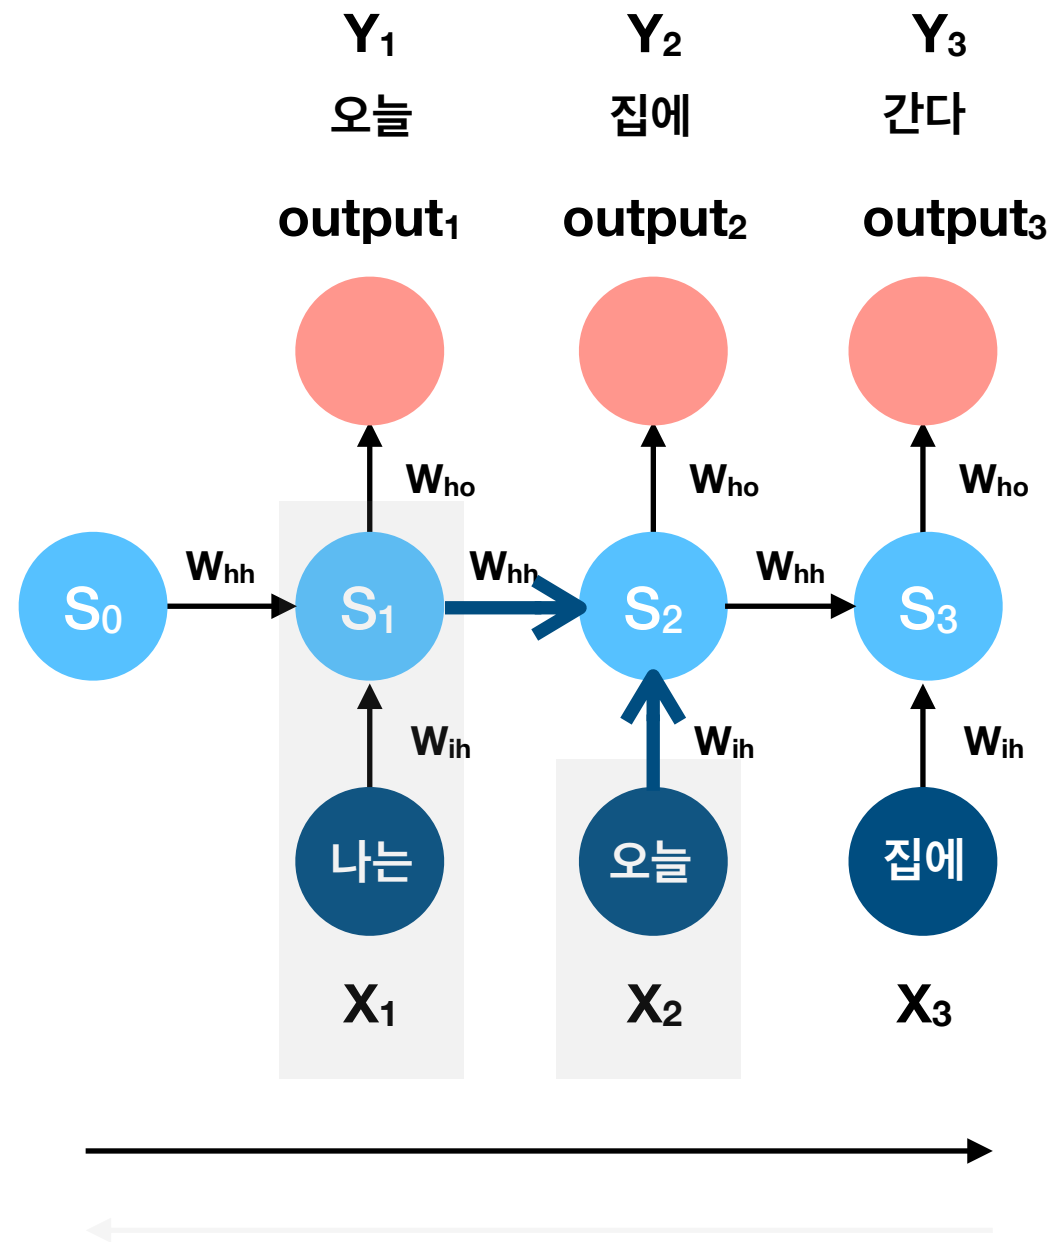 Y₁ Y₂ Y₃
오늘 집에 간다
output₁ output₂ output₃
Who Who Who
Whh Whh Whh
S₀ S₁ S₂ S₃
Wih Wih Wih
나는 오늘 집에
X₁ X₂ X₃